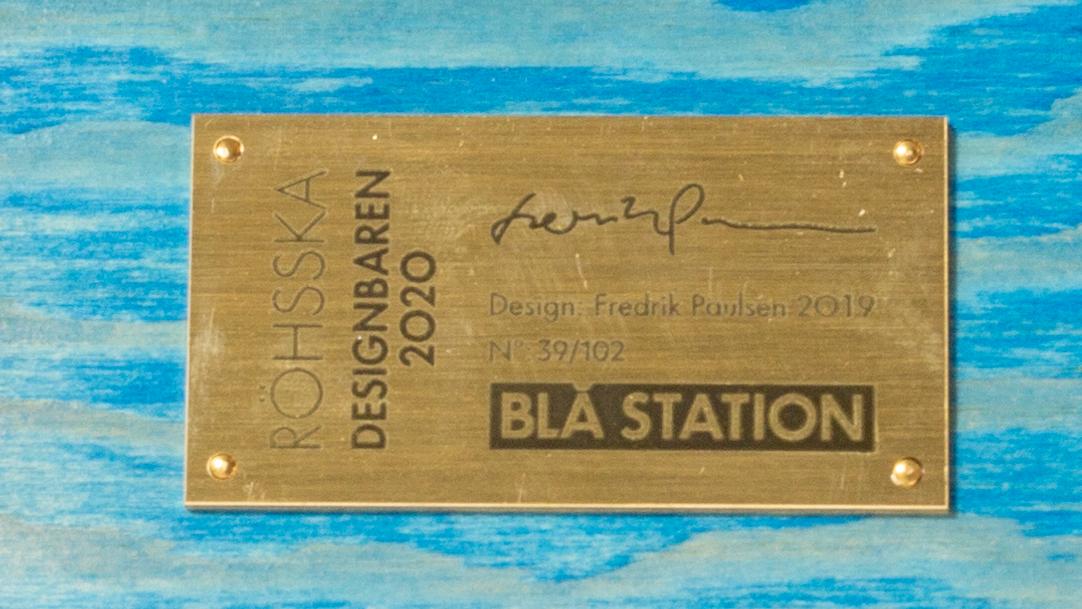 RÖHSSKA
DESIGNBAREN
2020
Design: Fredrik Paulsen 2019
N° 39/102
BLÅ STATION